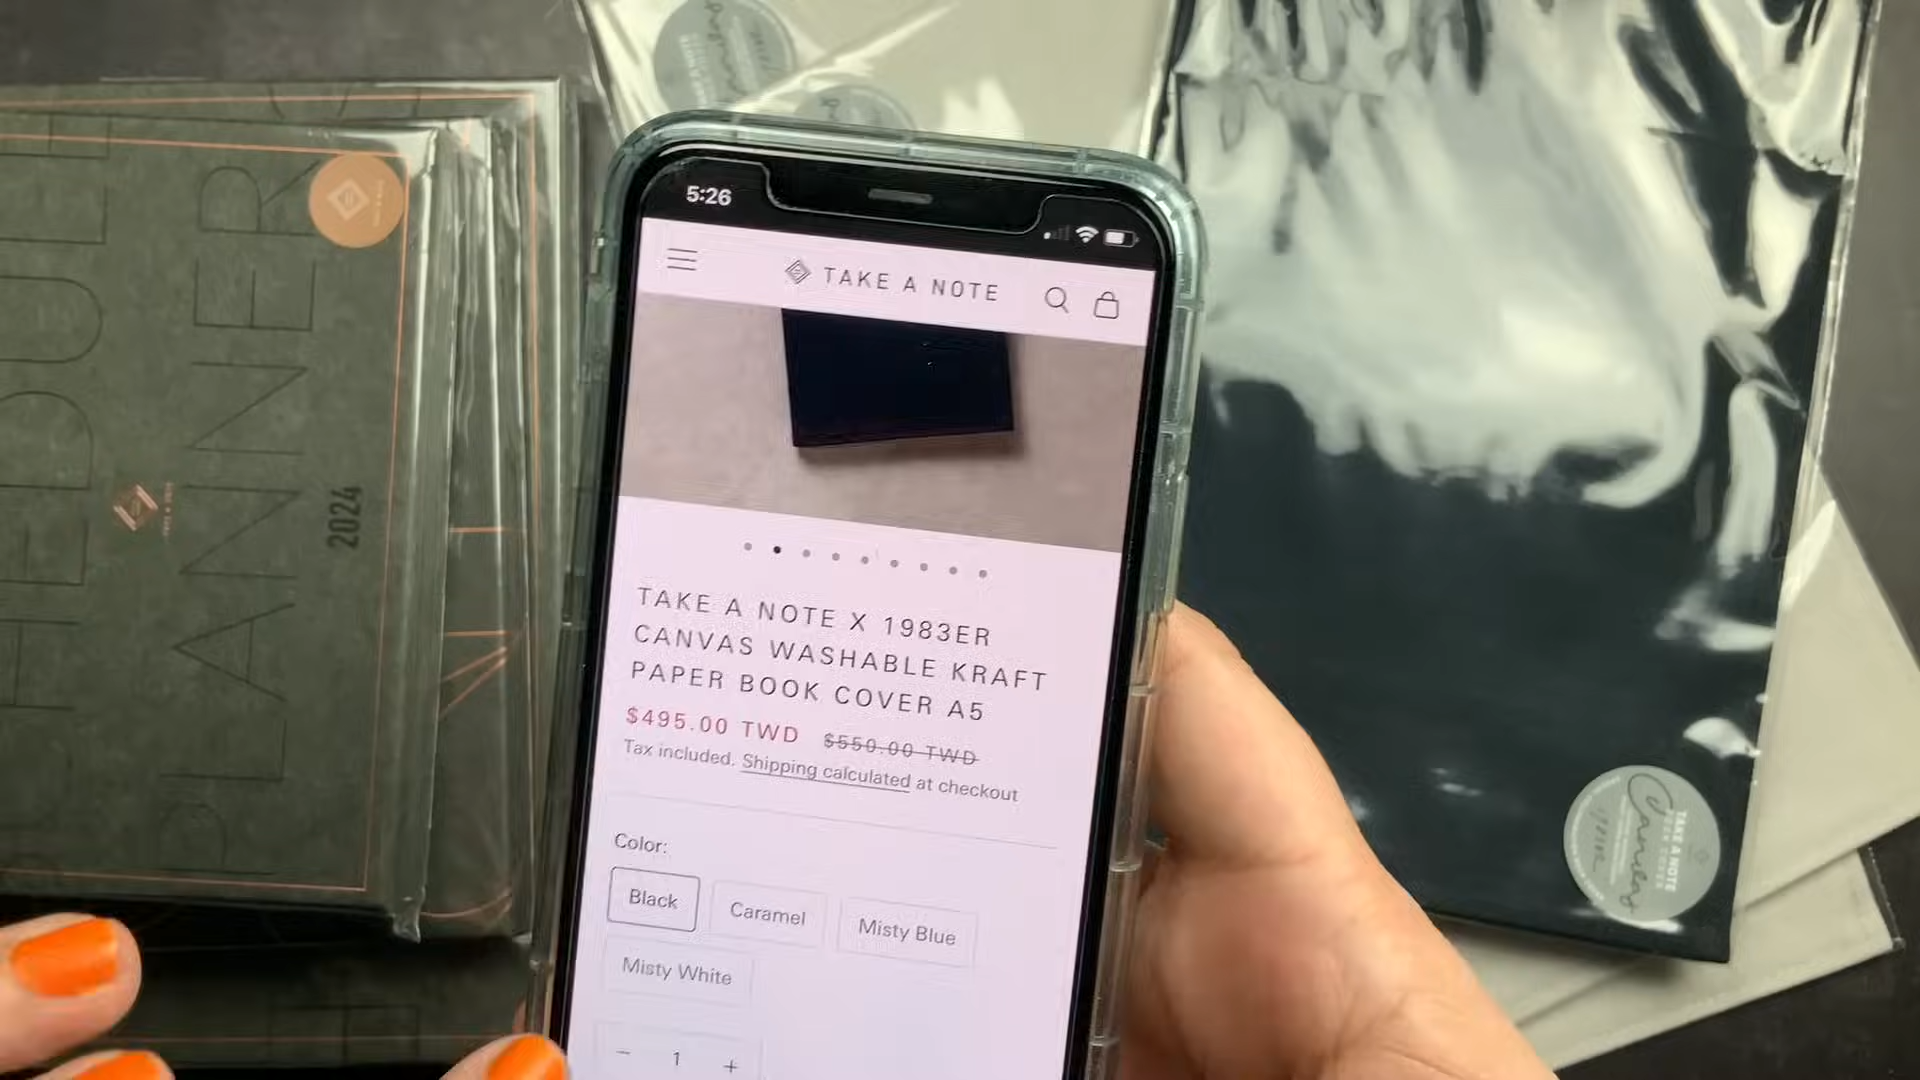 5:26
TAKE A NOTE
TAKE A NOTE X 1983ER
CANVAS WASHABLE KRAFT
PAPER BOOK COVER A5
$495.00 TWD $550.00 TWD
Tax included. Shipping calculated at checkout
Color:
Black
Caramel
Misty Blue
Misty White
− 1 +
PLANNER
2024
TAKE A NOTE
Canvas